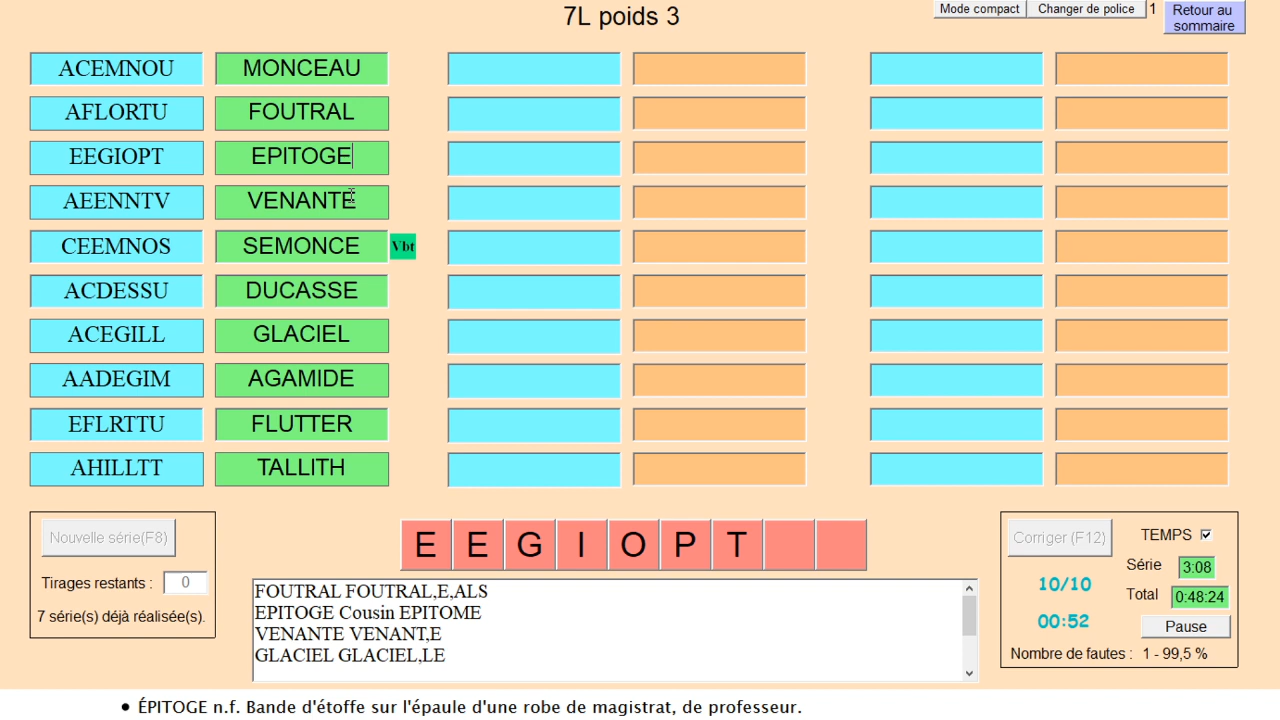 7L poids 3
Mode compact
Changer de police
1
Retour au
sommaire
ACEMNOU MONCEAU
AFLORTU FOUTRAL
EEGIOPT EPITOGE
AEENNTV VENANTE
CEEMNOS SEMONCE Vbt
ACDESSU DUCASSE
ACEGILL GLACIEL
AADEGIM AGAMIDE
EFLRTTU FLUTTER
AHILLTT TALLITH
Nouvelle série(F8)
Tirages restants : 0
7 série(s) déjà réalisée(s).
E E G I O P T
FOUTRAL FOUTRAL,E,ALS
EPITOGE Cousin EPITOME
VENANTE VENANT,E
GLACIEL GLACIEL,LE
Corriger (F12)
TEMPS
Série 3:08
10/10
Total 0:48:24
00:52
Pause
Nombre de fautes : 1 - 99,5 %
• ÉPITOGE n.f. Bande d'étoffe sur l'épaule d'une robe de magistrat, de professeur.